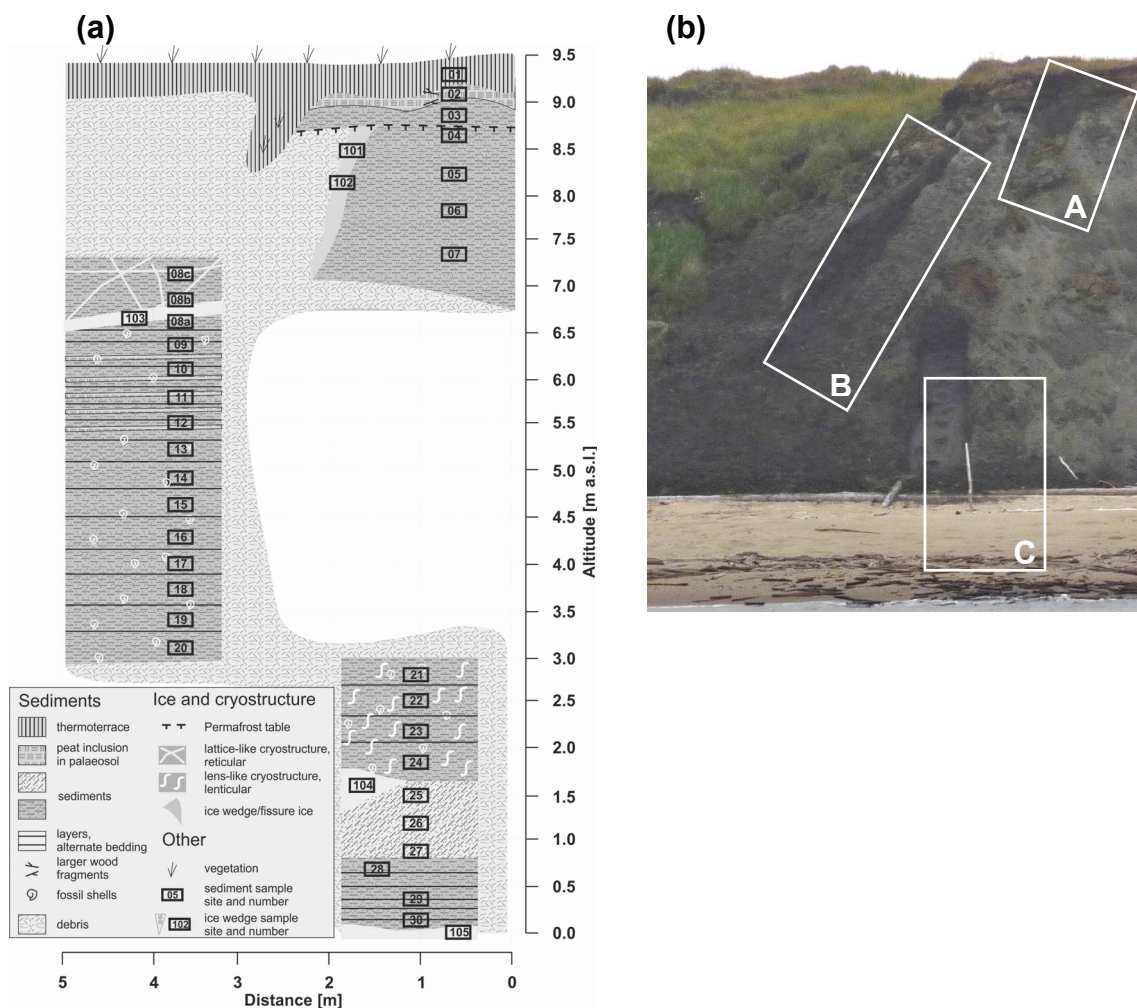 (a)
(b)
9.5
9.0
8.5
8.0
7.5
7.0
6.5
6.0
5.5
5.0
4.5
4.0
3.5
3.0
2.5
2.0
1.5
1.0
0.5
0.0
Altitude [m a.s.l.]
01
02
03
04
101
05
102
06
07
08c
08b
103
08a
09
10
11
12
13
14
15
16
17
18
19
20
21
22
23
24
104
25
26
27
28
29
30
105
Sediments
thermoterrace
peat inclusion
in palaeosol
sediments
layers,
alternate bedding
larger wood
fragments
fossil shells
debris
Ice and cryostructure
Permafrost table
lattice-like cryostructure,
reticular
lens-like cryostructure,
lenticular
ice wedge/fissure ice
Other
vegetation
05
sediment sample
site and number
102
ice wedge sample
site and number
5
4
3
2
1
0
Distance [m]
A
B
C